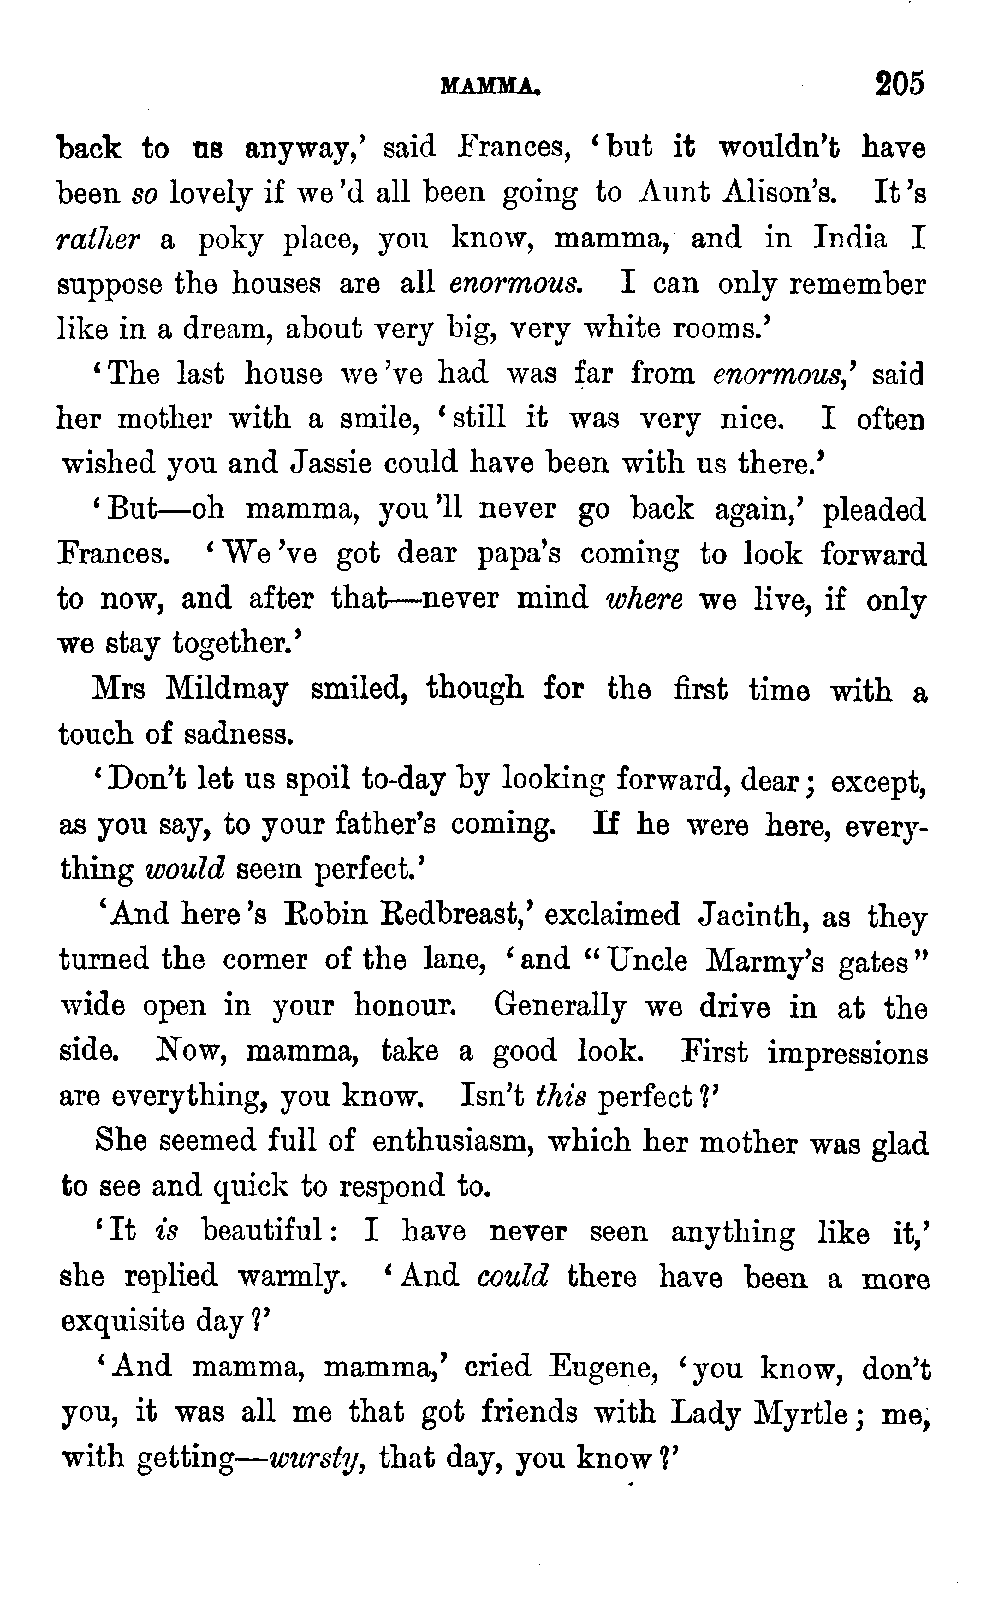 MAMMA. 205
back to us anyway,' said Frances, 'but it wouldn't have
been so lovely if we'd all been going to Aunt Alison's. It's
rather a poky place, you know, mamma, and in India I
suppose the houses are all enormous. I can only remember
like in a dream, about very big, very white rooms.'
'The last house we've had was far from enormous,' said
her mother with a smile, 'still it was very nice. I often
wished you and Jassie could have been with us there.'
'But—oh mamma, you'll never go back again,' pleaded
Frances. 'We've got dear papa's coming to look forward
to now, and after that—never mind where we live, if only
we stay together.'
Mrs Mildmay smiled, though for the first time with a
touch of sadness.
'Don't let us spoil to-day by looking forward, dear; except,
as you say, to your father's coming. If he were here, every-
thing would seem perfect.'
'And here's Robin Redbreast,' exclaimed Jacinth, as they
turned the corner of the lane, 'and "Uncle Marmy's gates"
wide open in your honour. Generally we drive in at the
side. Now, mamma, take a good look. First impressions
are everything, you know. Isn't this perfect?'
She seemed full of enthusiasm, which her mother was glad
to see and quick to respond to.
'It is beautiful: I have never seen anything like it,'
she replied warmly. 'And could there have been a more
exquisite day?'
'And mamma, mamma,' cried Eugene, 'you know, don't
you, it was all me that got friends with Lady Myrtle; me,
with getting—wursty, that day, you know?'